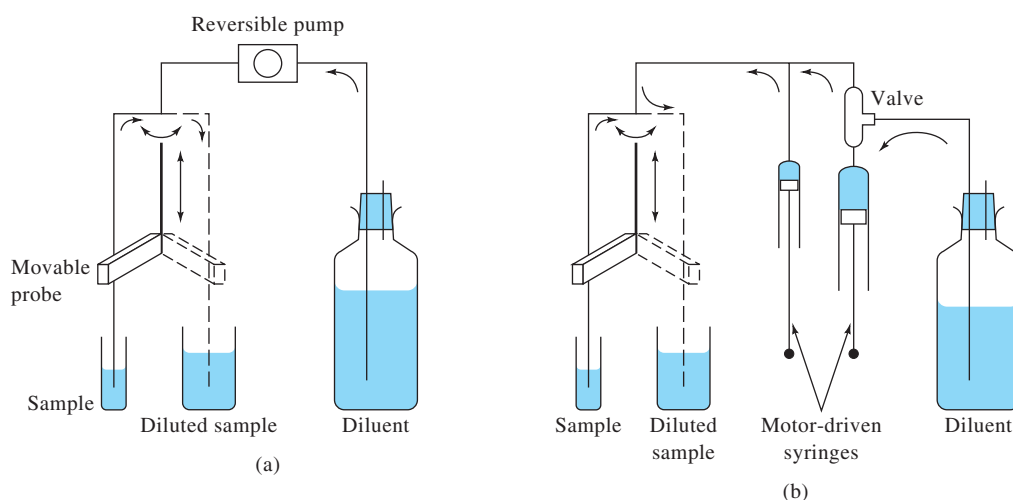 Reversible pump
Movable
probe
Sample
Diluted sample
Diluent
(a)
Valve
Sample
Diluted
sample
Motor-driven
syringes
Diluent
(b)